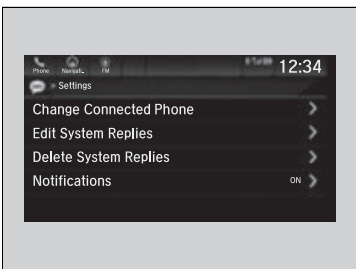 Phone Navigati.. FM 12:34
Settings
Change Connected Phone
Edit System Replies
Delete System Replies
Notifications ON